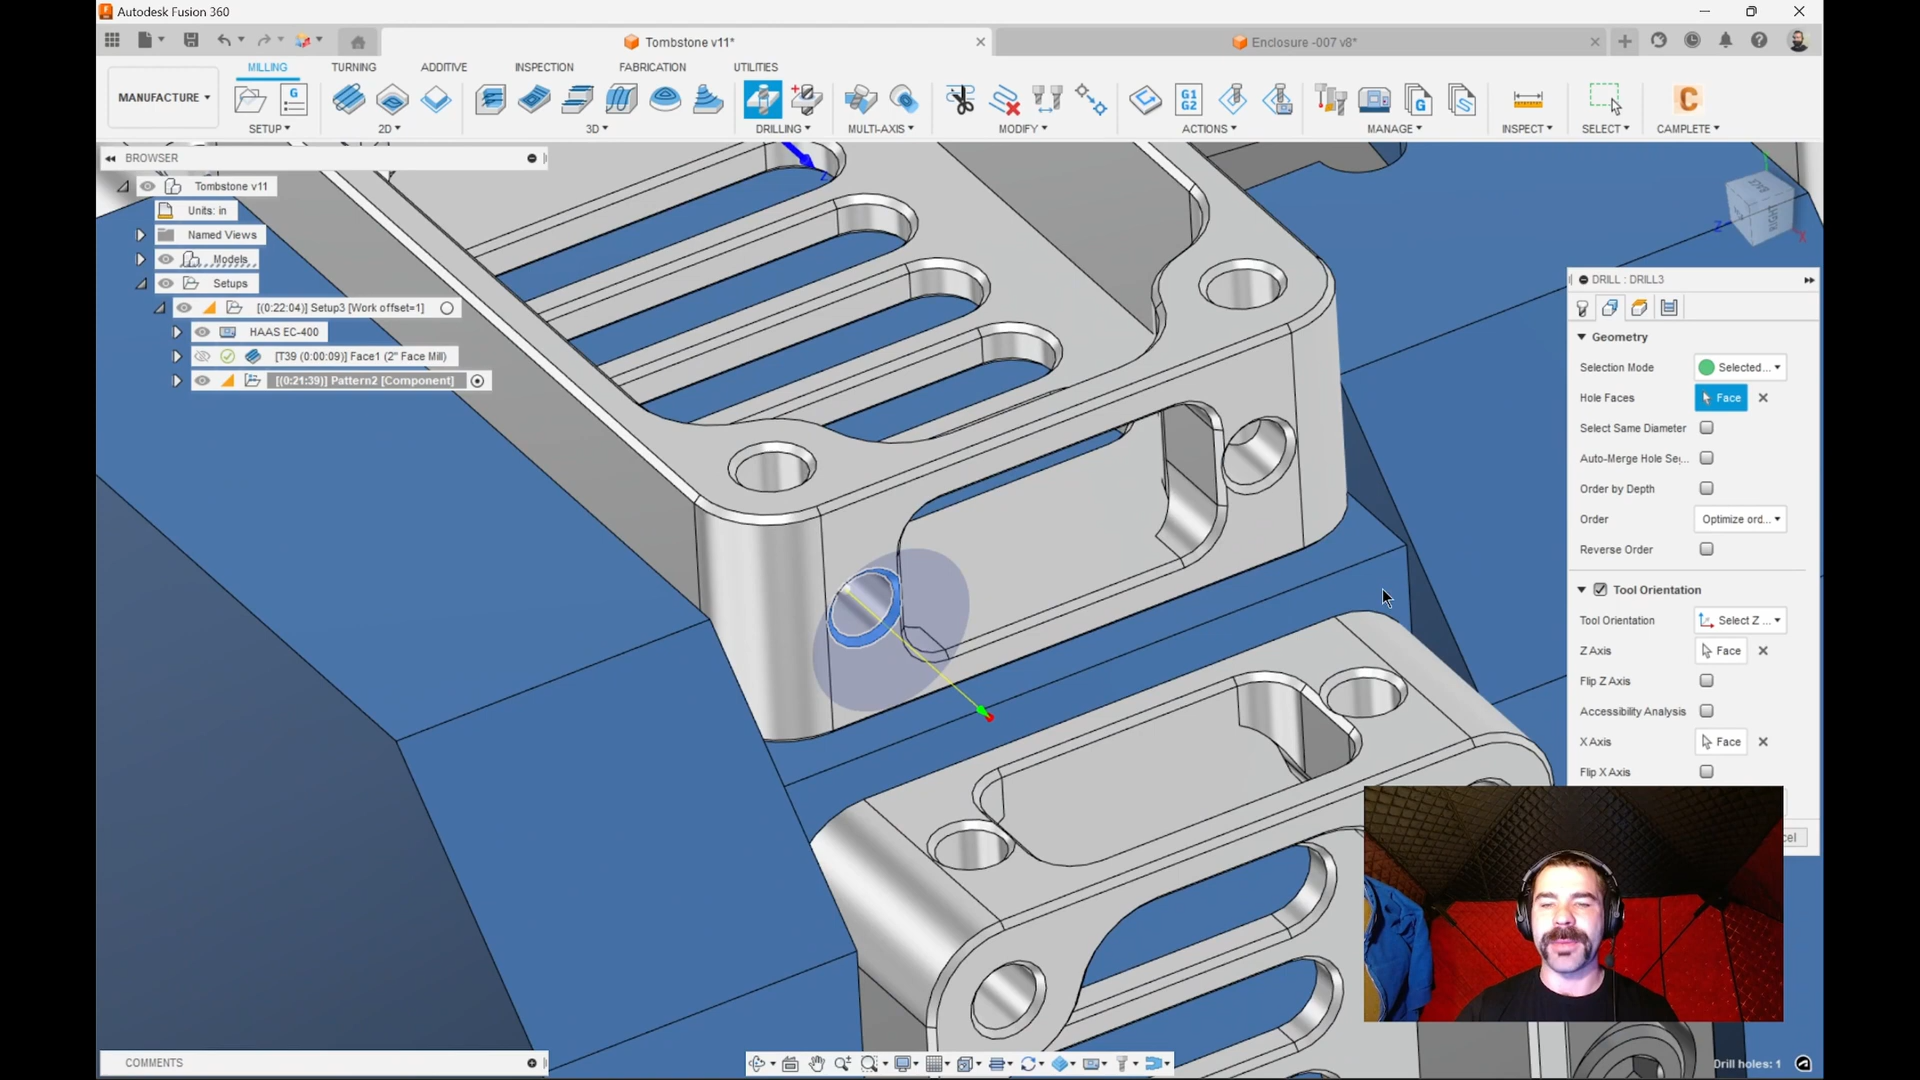 Autodesk Fusion 360
Tombstone v11*
Enclosure -007 v8*
MILLING TURNING ADDITIVE INSPECTION FABRICATION UTILITIES
MANUFACTURE
G
G1
G2
G
C
SETUP 2D 3D DRILLING MULTI-AXIS MODIFY ACTIONS MANAGE INSPECT SELECT COMPLETE
BROWSER
Tombstone v11
Units: in
Named Views
Models
Setups
[(0:22:04)] Setup3 [Work offset=1]
HAAS EC-400
[T39 (0:00:09)] Face1 (2" Face Mill)
[(0:21:39)] Pattern2 [Component]
Z
BACK
RIGHT
Z
X
DRILL : DRILL3
Geometry
Selection Mode Selected...
Hole Faces Face
Select Same Diameter
Auto-Merge Hole Se...
Order by Depth
Order Optimize ord...
Reverse Order
Tool Orientation
Tool Orientation Select Z ...
Z Axis Face
Flip Z Axis
Accessibility Analysis
X Axis Face
Flip X Axis
COMMENTS
Drill holes: 1